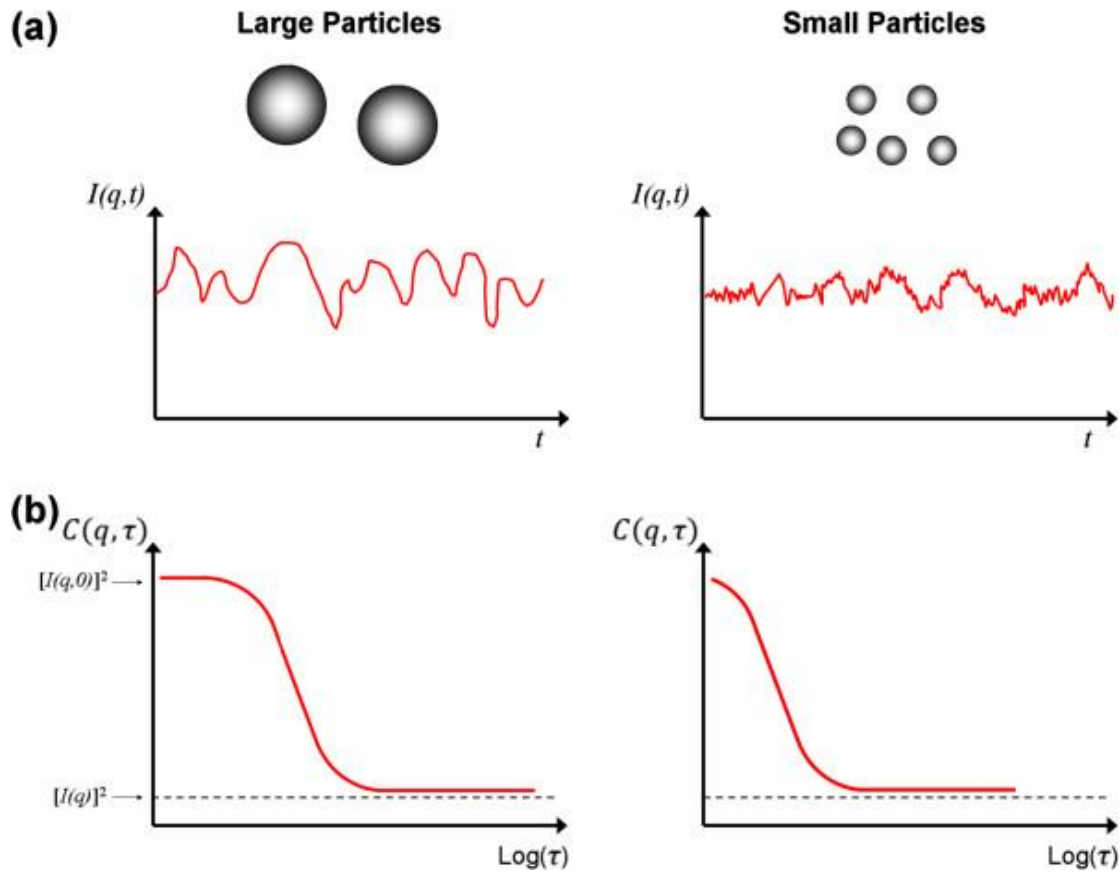 (a)
Large Particles
Small Particles
I(q,t)
I(q,t)
t
t
(b)
C(q,τ)
C(q,τ)
[I(q,0)]²
[I(q)]²
Log(τ)
Log(τ)